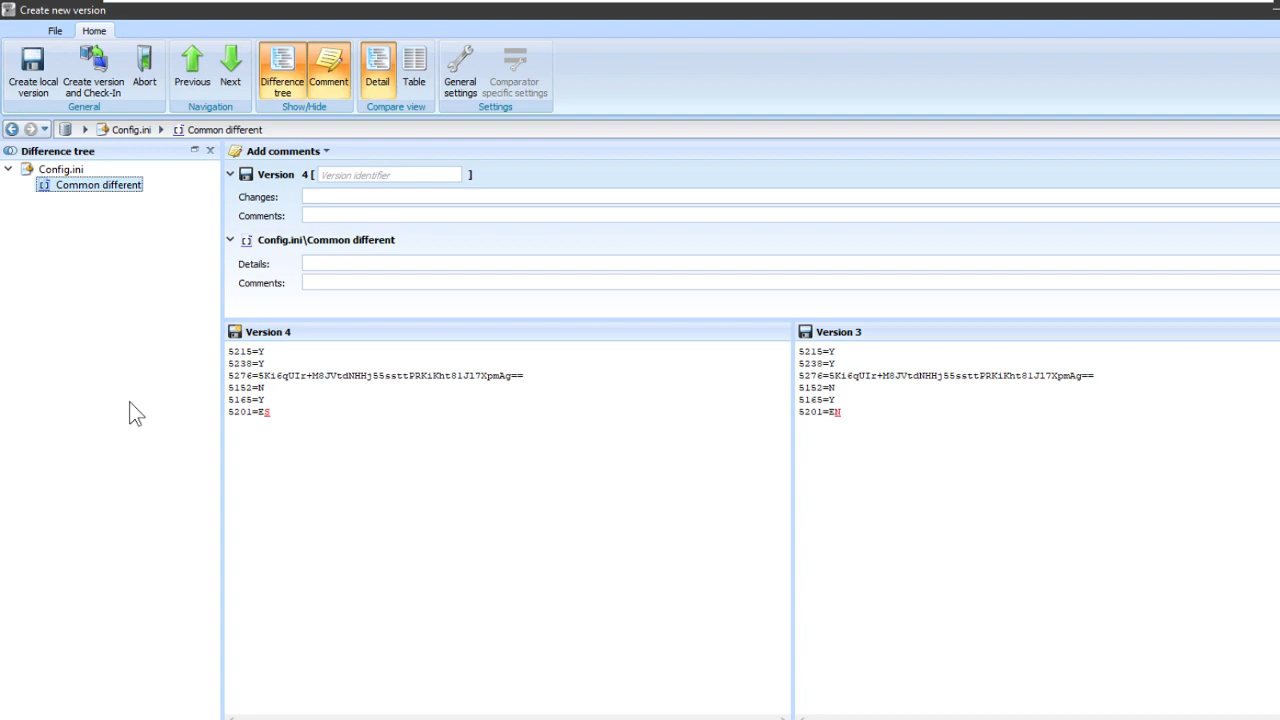 Create new version
File Home
Create local version
Create version and Check-In
Abort
Previous
Next
Difference tree
Comment
Detail
Table
General settings
Comparator specific settings
General
Navigation
Show/Hide
Compare view
Settings
Config.ini
Common different
Difference tree
Config.ini
Common different
Add comments
Version 4 [ Version identifier ]
Changes:
Comments:
Config.ini\Common different
Details:
Comments:
Version 4
5215=Y
5238=Y
5276=5Ki6qUIr+M8JVtdNHHj55ssttPRKiKht81Jl7XpmAg==
5152=N
5165=Y
5201=ES
Version 3
5215=Y
5238=Y
5276=5Ki6qUIr+M8JVtdNHHj55ssttPRKiKht81Jl7XpmAg==
5152=N
5165=Y
5201=EN